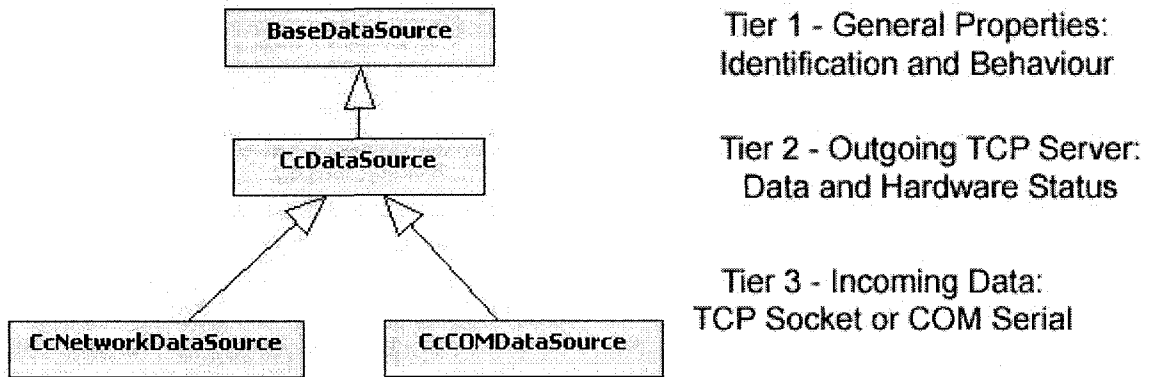 BaseDataSource
Tier 1 - General Properties:
Identification and Behaviour
CcDataSource
Tier 2 - Outgoing TCP Server:
Data and Hardware Status
Tier 3 - Incoming Data:
TCP Socket or COM Serial
CcNetworkDataSource
CcCOMDataSource